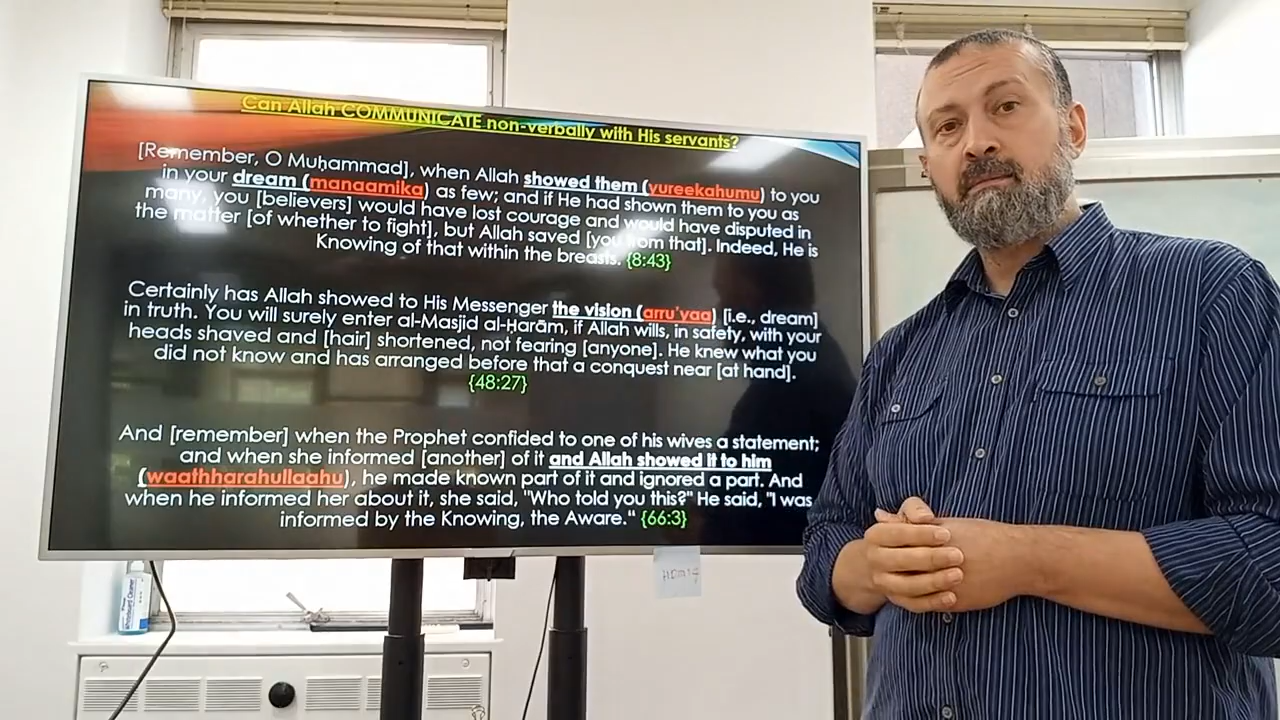 Can Allah COMMUNICATE non-verbally with His servants?
[Remember, O Muḥammad], when Allah showed them (yureekahumu) to you
in your dream (manaamika) as few; and if He had shown them to you as
many, you [believers] would have lost courage and would have disputed in
the matter [of whether to fight], but Allah saved [you from that]. Indeed, He is
Knowing of that within the breasts. {8:43}
Certainly has Allah showed to His Messenger the vision (arru'yaa) [i.e., dream]
in truth. You will surely enter al-Masjid al-Ḥarām, if Allah wills, in safety, with your
heads shaved and [hair] shortened, not fearing [anyone]. He knew what you
did not know and has arranged before that a conquest near [at hand].
{48:27}
And [remember] when the Prophet confided to one of his wives a statement;
and when she informed [another] of it and Allah showed it to him
(waathharahullaahu), he made known part of it and ignored a part. And
when he informed her about it, she said, "Who told you this?" He said, "I was
informed by the Knowing, the Aware." {66:3}